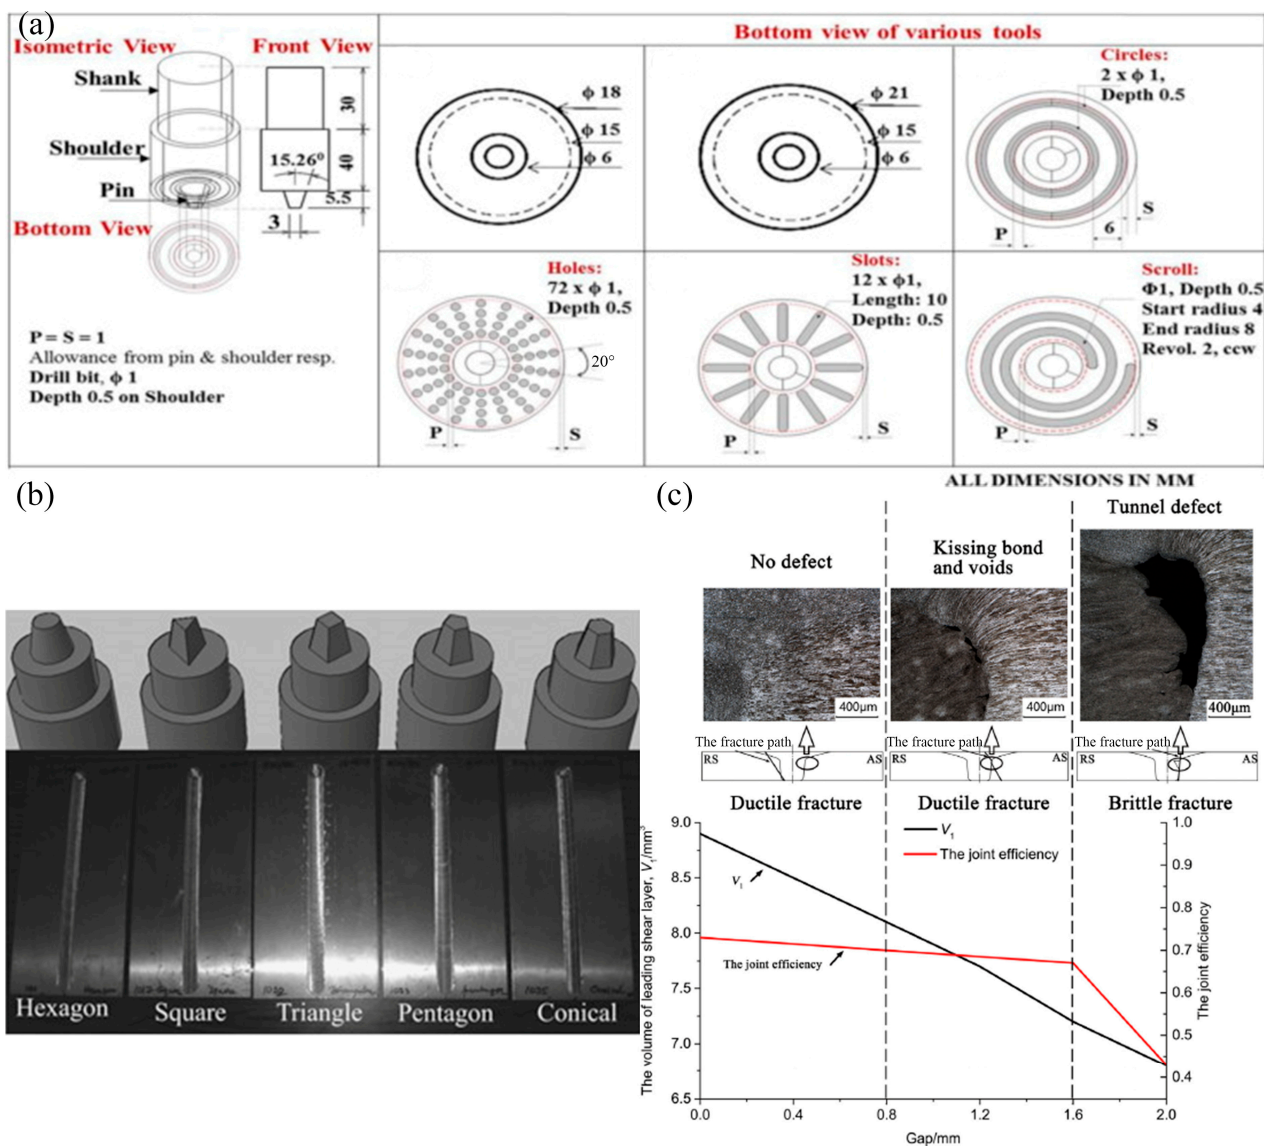 (a)
Isometric View
Front View
Shank
Shoulder
Pin
Bottom View
30
40
15.26°
5.5
3
P = S = 1
Allowance from pin & shoulder resp.
Drill bit, ϕ 1
Depth 0.5 on Shoulder
Bottom view of various tools
ϕ 18
ϕ 15
ϕ 6
ϕ 21
ϕ 15
ϕ 6
Circles:
2 x ϕ 1,
Depth 0.5
P
6
S
Holes:
72 x ϕ 1,
Depth 0.5
20°
P
S
Slots:
12 x ϕ1,
Length: 10
Depth: 0.5
P
S
Scroll:
Φ1, Depth 0.5
Start radius 4
End radius 8
Revol. 2, ccw
P
S
ALL DIMENSIONS IN MM
(b)
Hexagon
Square
Triangle
Pentagon
Conical
(c)
No defect
Kissing bond
and voids
Tunnel defect
400μm
400μm
400μm
The fracture path
RS
AS
The fracture path
RS
AS
The fracture path
RS
AS
Ductile fracture
Ductile fracture
Brittle fracture
V₁
The joint efficiency
V₁
The joint efficiency
The volume of leading shear layer, V₁/mm³
9.0
8.5
8.0
7.5
7.0
6.5
The joint efficiency
1.0
0.9
0.8
0.7
0.6
0.5
0.4
0.0
0.4
0.8
1.2
1.6
2.0
Gap/mm